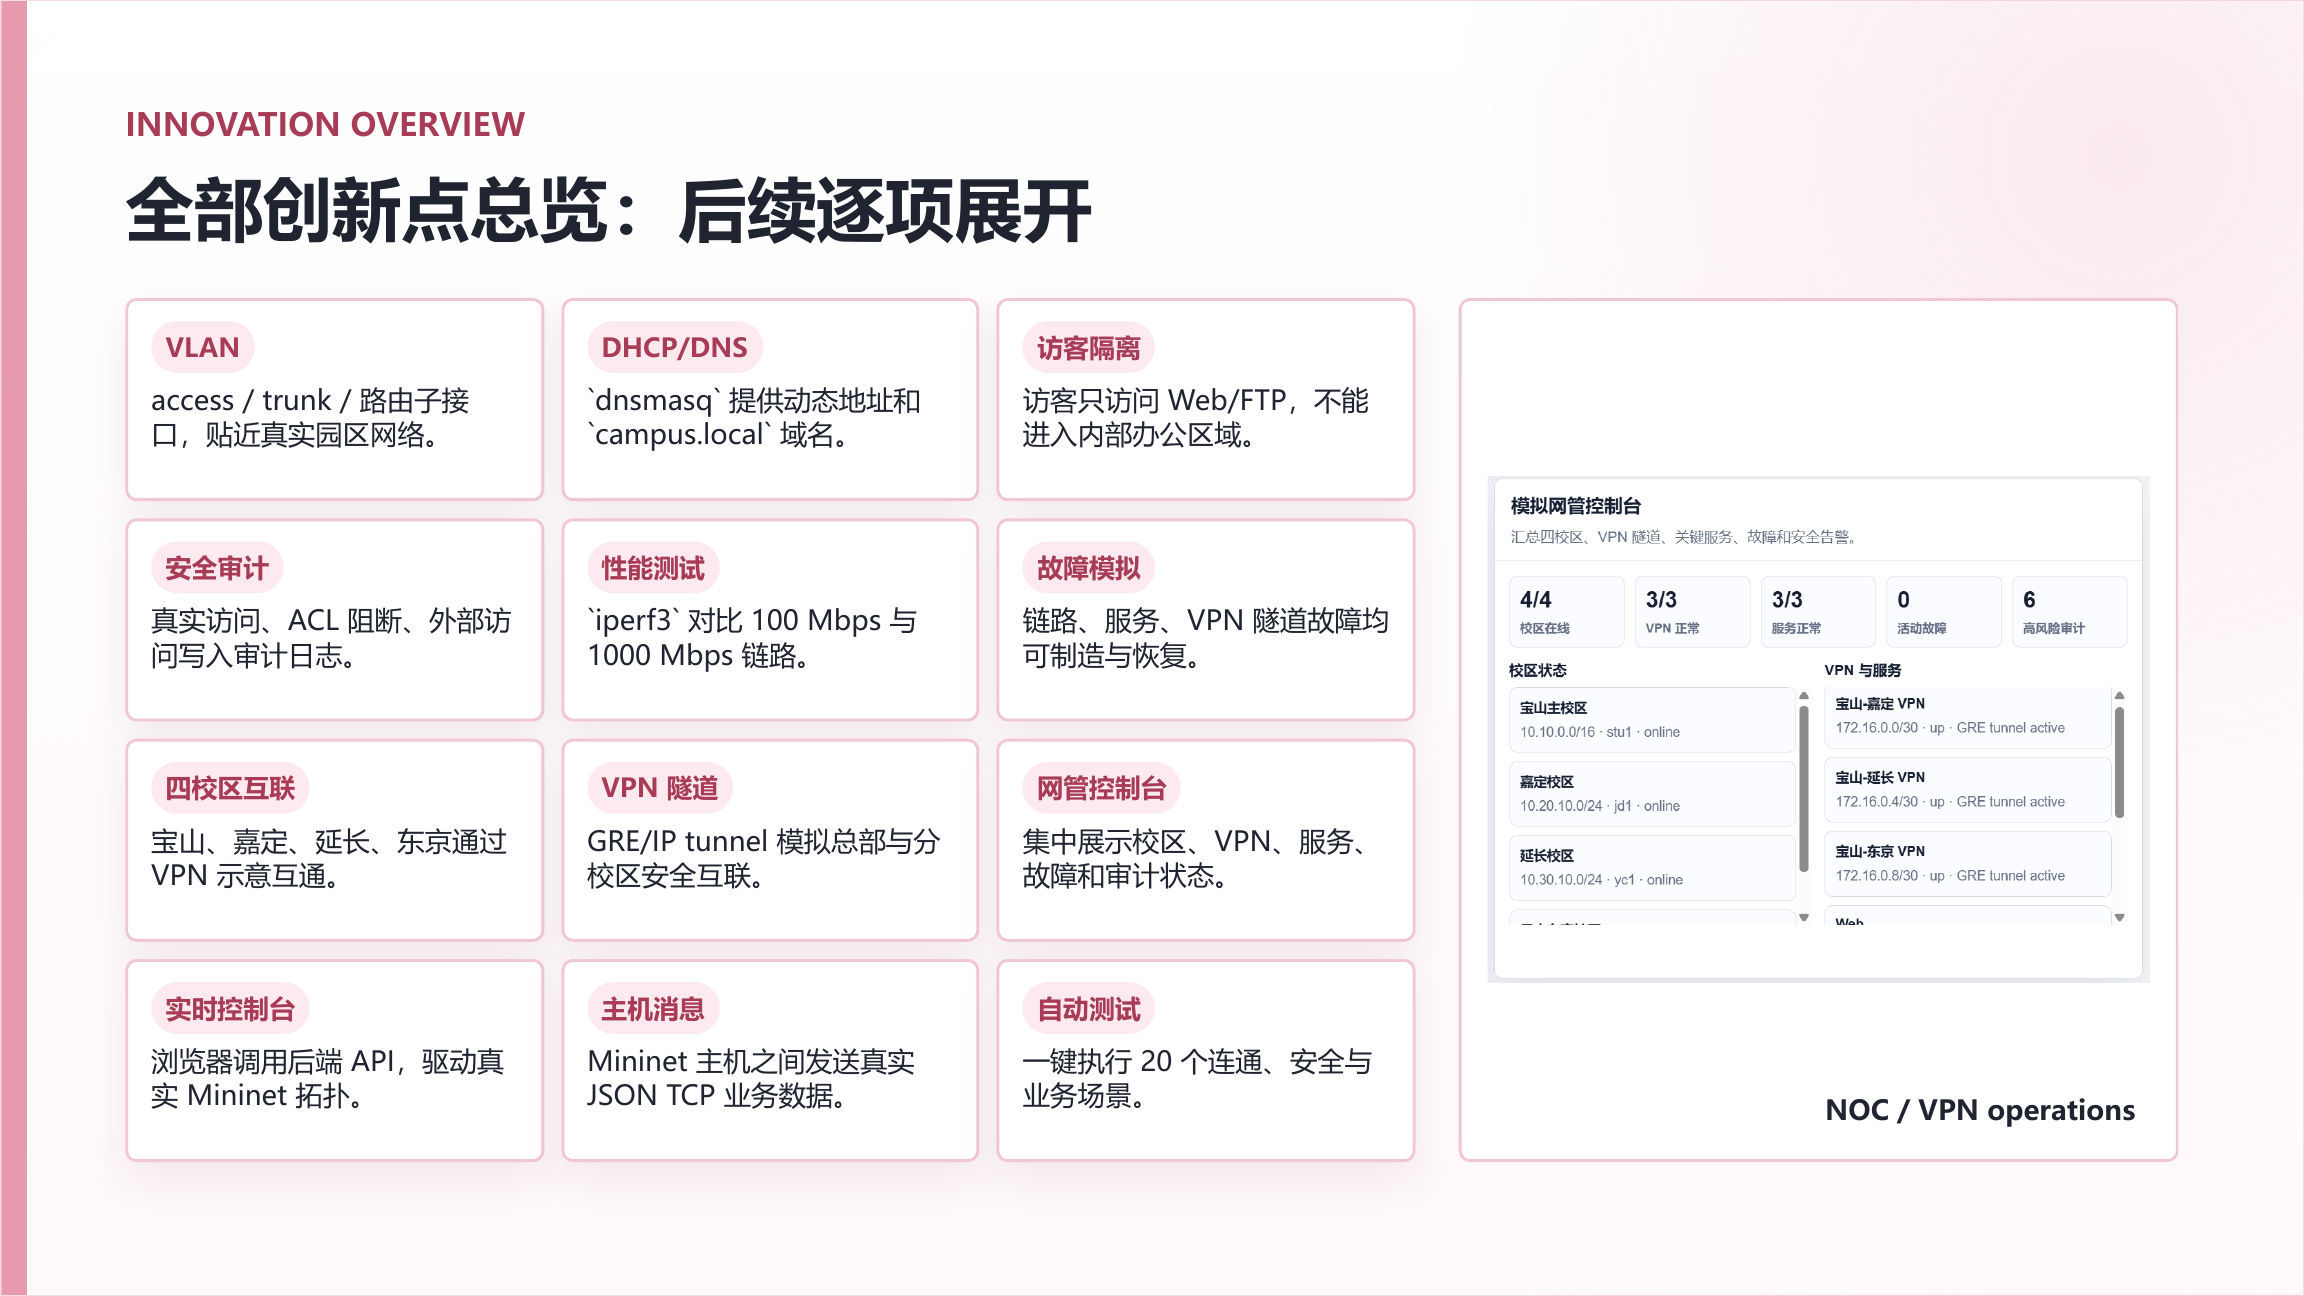 INNOVATION OVERVIEW
全部创新点总览：后续逐项展开
VLAN
access / trunk / 路由子接
口，贴近真实园区网络。
DHCP/DNS
`dnsmasq` 提供动态地址和
`campus.local` 域名。
访客隔离
访客只访问 Web/FTP，不能
进入内部办公区域。
安全审计
真实访问、ACL 阻断、外部访
问写入审计日志。
性能测试
`iperf3` 对比 100 Mbps 与
1000 Mbps 链路。
故障模拟
链路、服务、VPN 隧道故障均
可制造与恢复。
四校区互联
宝山、嘉定、延长、东京通过
VPN 示意互通。
VPN 隧道
GRE/IP tunnel 模拟总部与分
校区安全互联。
网管控制台
集中展示校区、VPN、服务、
故障和审计状态。
实时控制台
浏览器调用后端 API，驱动真
实 Mininet 拓扑。
主机消息
Mininet 主机之间发送真实
JSON TCP 业务数据。
自动测试
一键执行 20 个连通、安全与
业务场景。
模拟网管控制台
汇总四校区、VPN 隧道、关键服务、故障和安全告警。
4/4
校区在线
3/3
VPN 正常
3/3
服务正常
0
活动故障
6
高风险审计
校区状态
宝山主校区
10.10.0.0/16 · stu1 · online
嘉定校区
10.20.10.0/24 · jd1 · online
延长校区
10.30.10.0/24 · yc1 · online
VPN 与服务
宝山-嘉定 VPN
172.16.0.0/30 · up · GRE tunnel active
宝山-延长 VPN
172.16.0.4/30 · up · GRE tunnel active
宝山-东京 VPN
172.16.0.8/30 · up · GRE tunnel active
Web
NOC / VPN operations